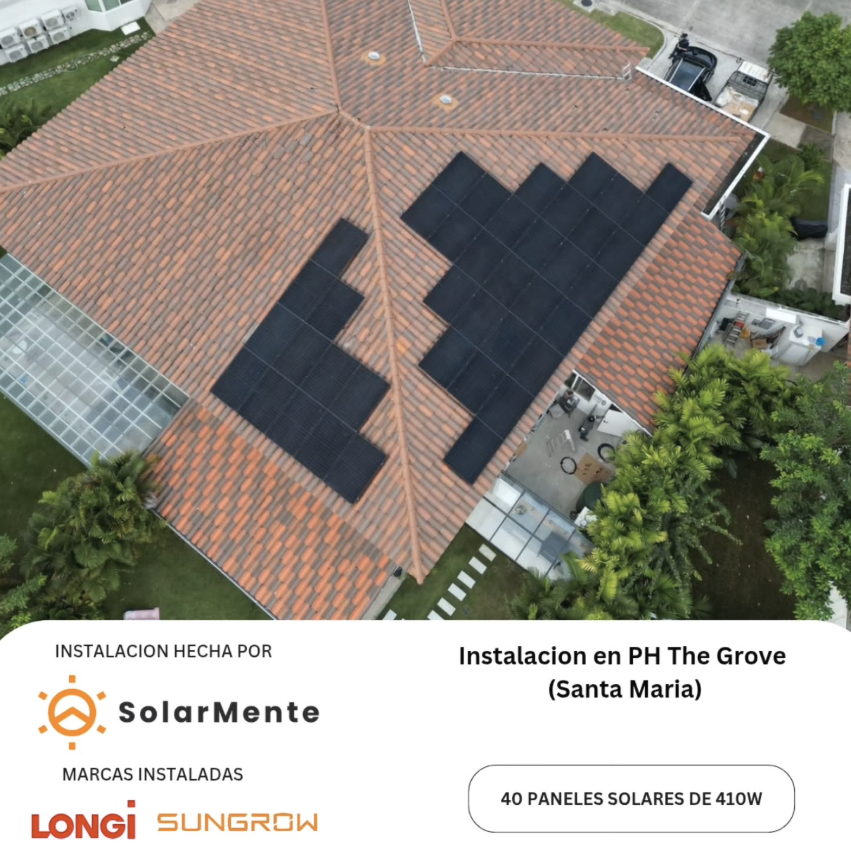 INSTALACION HECHA POR
SolarMente
MARCAS INSTALADAS
LONGi SUNGROW
Instalacion en PH The Grove
(Santa Maria)
40 PANELES SOLARES DE 410W